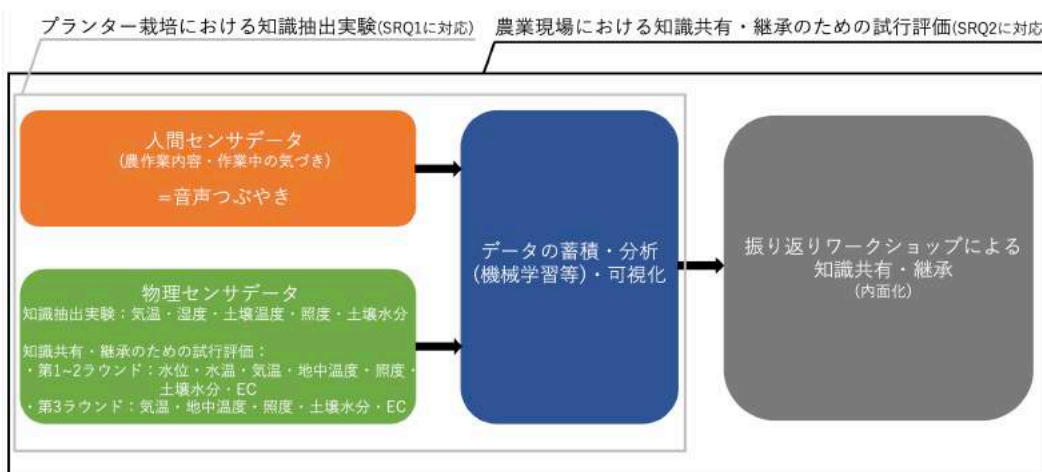 プランター栽培における知識抽出実験(SRQ1に対応)
農業現場における知識共有・継承のための試行評価(SRQ2に対応
人間センサデータ
(農作業内容・作業中の気づき)
=音声つぶやき
物理センサデータ
知識抽出実験:気温・湿度・土壌温度・照度・土壌水分
知識共有・継承のための試行評価:
・第1~2ラウンド:水位・水温・気温・地中温度・照度・
土壌水分・EC
・第3ラウンド:気温・地中温度・照度・土壌水分・EC
データの蓄積・分析
(機械学習等)・可視化
振り返りワークショップによる
知識共有・継承
(内面化)